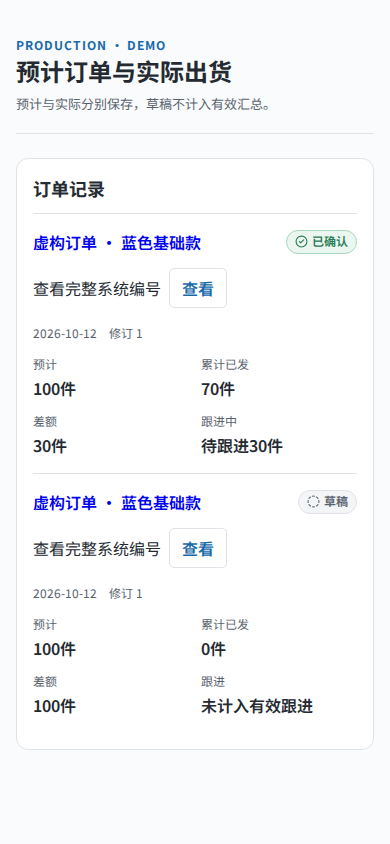 PRODUCTION • DEMO
预计订单与实际出货
预计与实际分别保存，草稿不计入有效汇总。
订单记录
虚构订单 • 蓝色基础款
已确认
查看完整系统编号 查看
2026-10-12 修订 1
预计 累计已发
100件 70件
差额 跟进中
30件 待跟进30件
虚构订单 • 蓝色基础款
草稿
查看完整系统编号 查看
2026-10-12 修订 1
预计 累计已发
100件 0件
差额 跟进
100件 未计入有效跟进